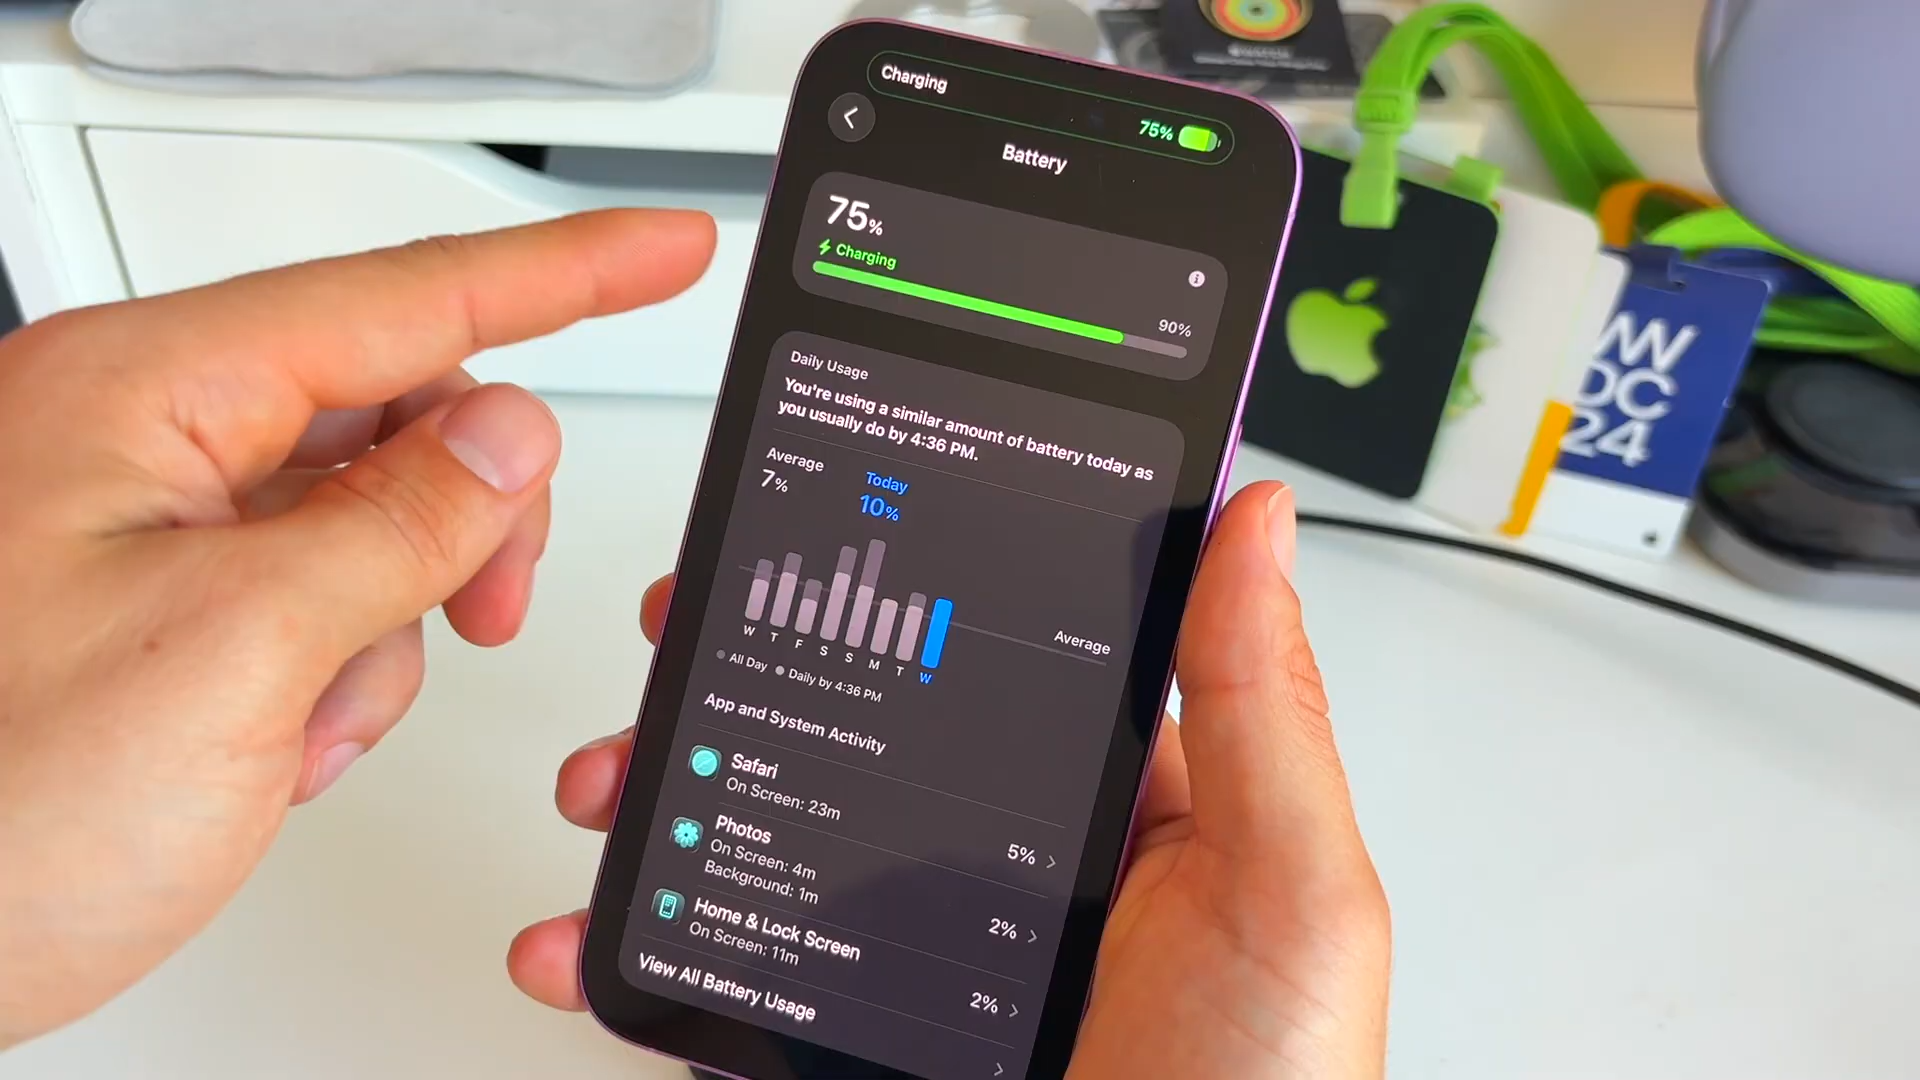 Charging
75%
Battery
75%
Charging
90%
Daily Usage
You're using a similar amount of battery today as
you usually do by 4:36 PM.
Average
7%
Today
10%
Average
W T F S S M T W
All Day Daily by 4:36 PM
App and System Activity
Safari
On Screen: 23m
5%
Photos
On Screen: 4m
Background: 1m
2%
Home & Lock Screen
On Screen: 11m
2%
View All Battery Usage
DC
24